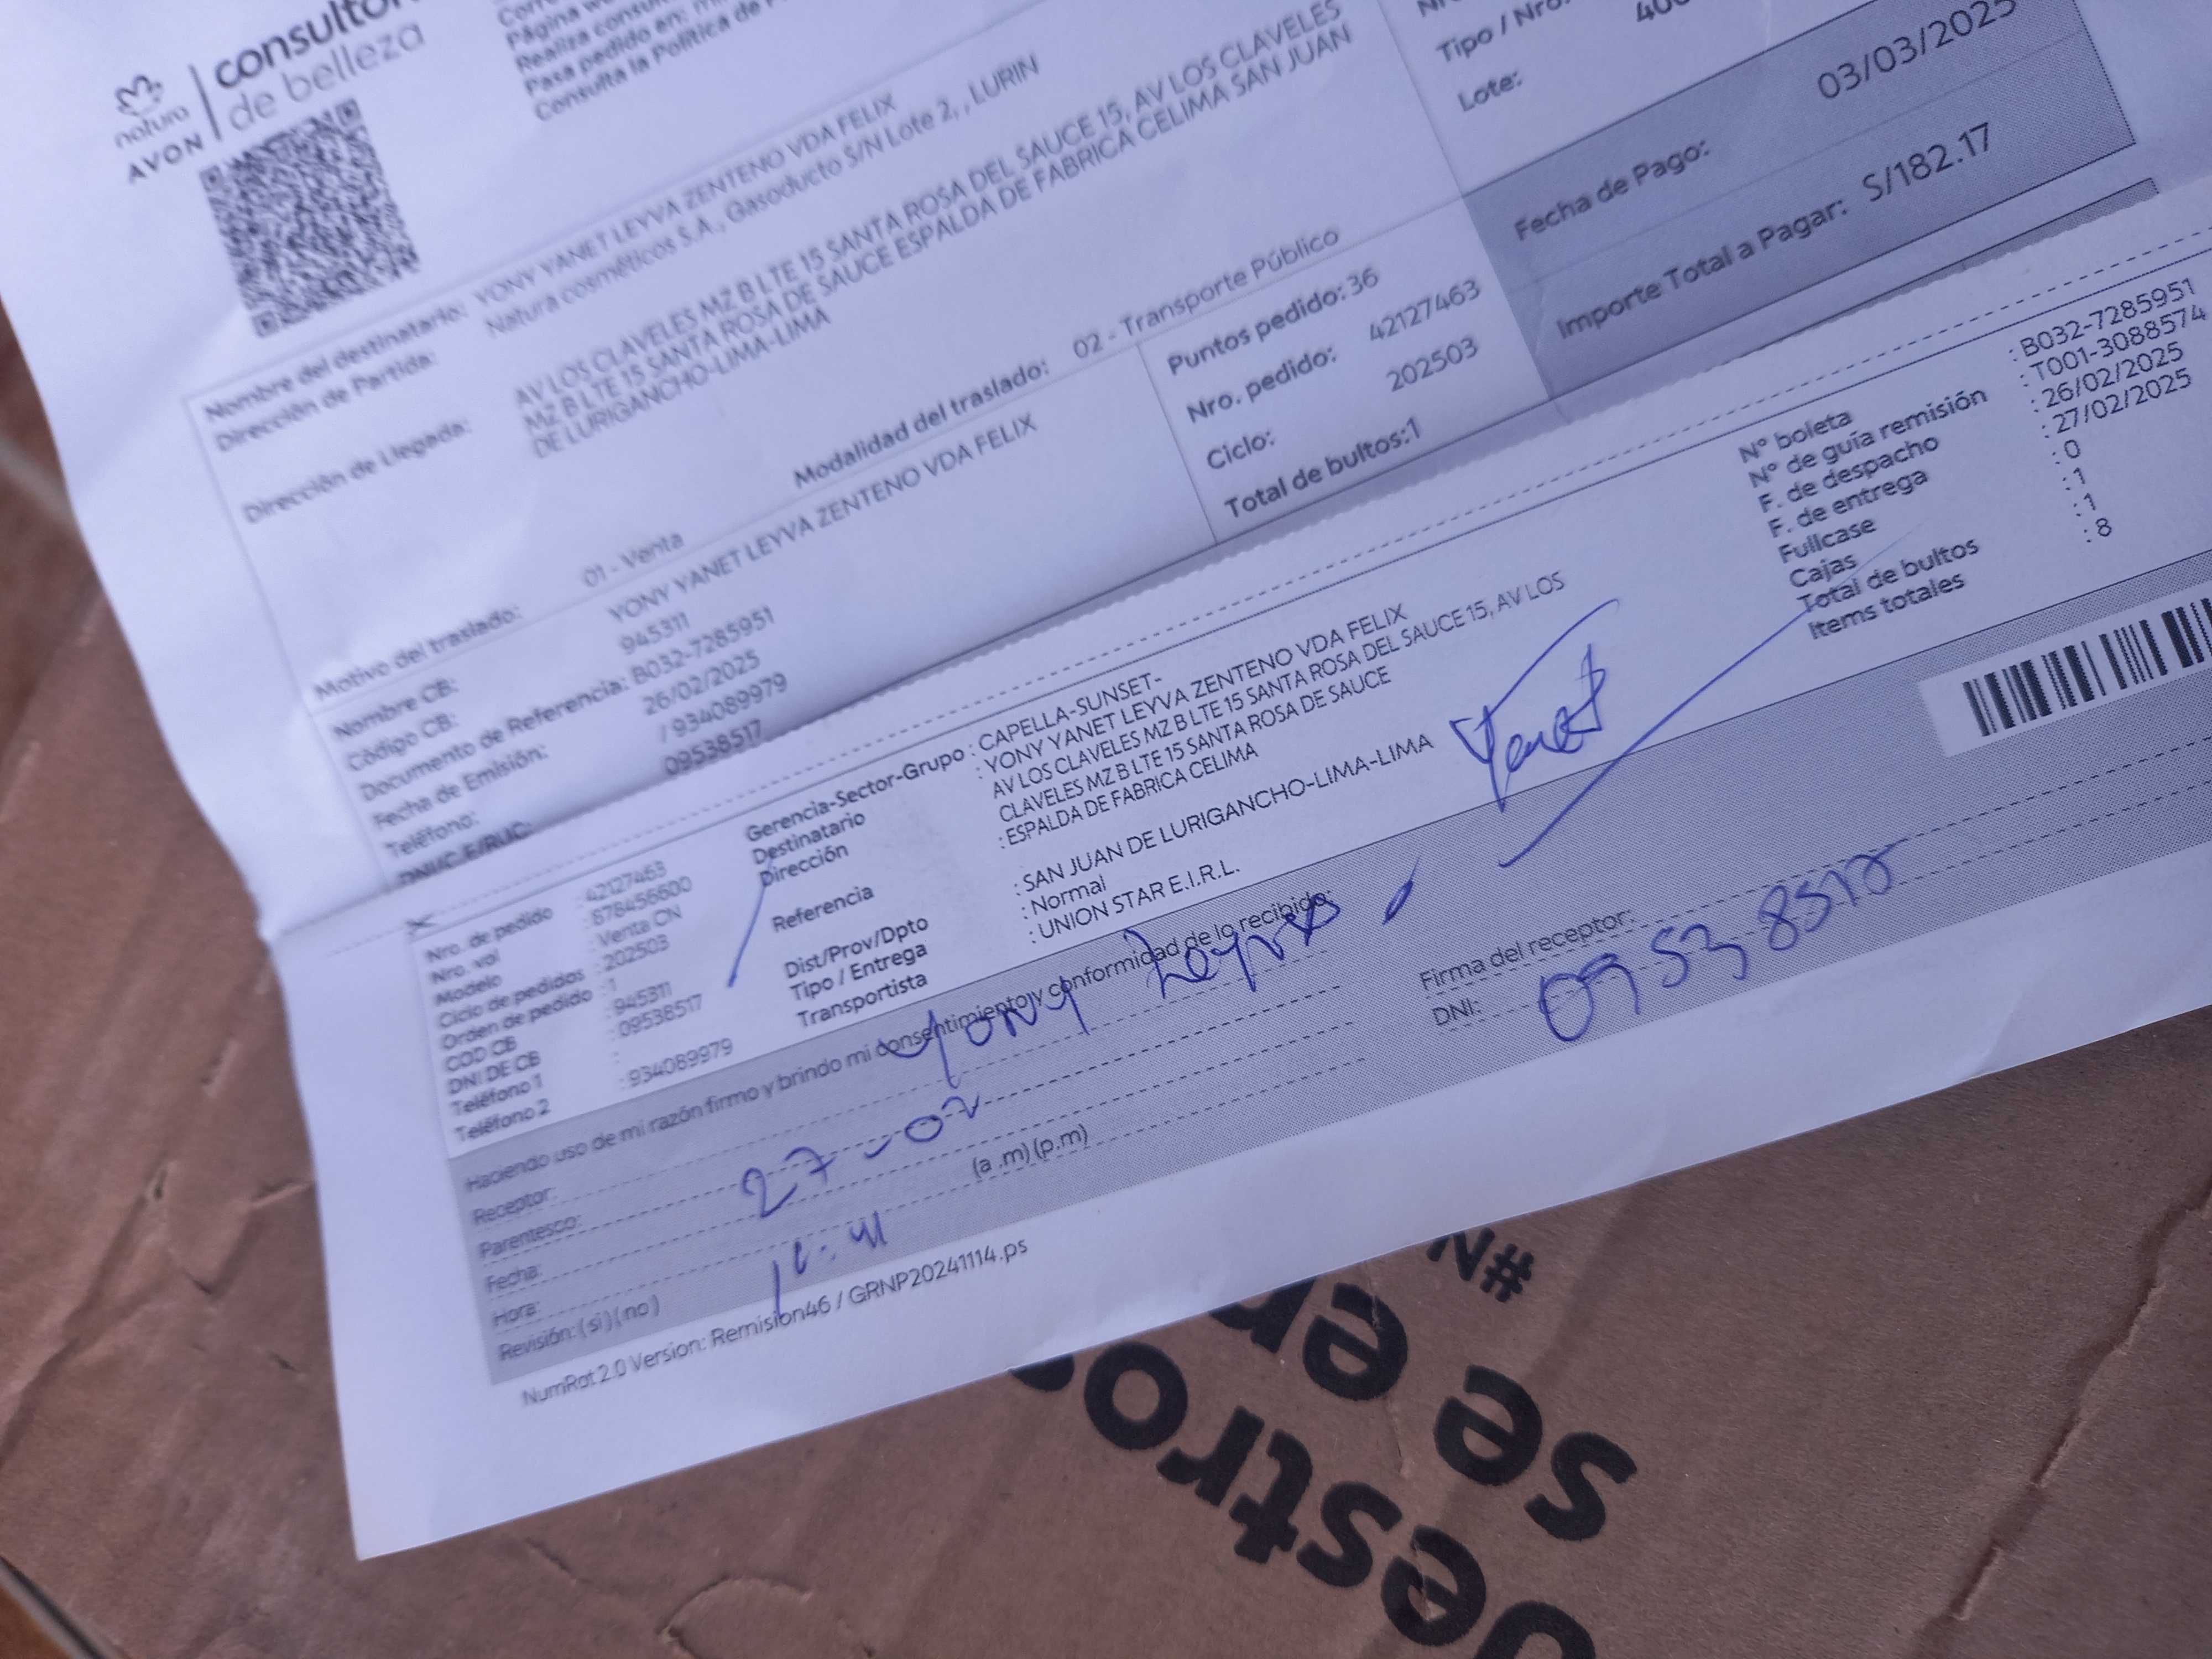 natura
AVON
de belleza
Página
Pasa pedido en:
Consulta la Política de
Tipo / Nro.
Lote:
Fecha de Pago: 03/03/2025
Importe Total a Pagar: S/182.17
Nombre del destinatario: YONY YANET LEYVA ZENTENO VDA FELIX
Dirección de Partida: Natura cosméticos S.A., Gasoducto S/N Lote 2, , LURIN
Dirección de Llegada: AV LOS CLAVELES MZ B LTE 15 SANTA ROSA DEL SAUCE 15, AV LOS CLAVELES
MZ B LTE 15 SANTA ROSA DE SAUCE ESPALDA DE FABRICA CELIMA SAN JUAN
DE LURIGANCHO-LIMA-LIMA
Modalidad del traslado: 02 - Transporte Público
Motivo del traslado: 01 - Venta
Nombre CB: YONY YANET LEYVA ZENTENO VDA FELIX
Código CB: 945311
Documento de Referencia: B032-7285951
Fecha de Emisión: 26/02/2025
Teléfono: / 934089979
DNI/C.E/RUC: 09538517
Puntos pedido:36
Nro. pedido: 42127463
Ciclo: 202503
Total de bultos:1
Nro. de pedido : 42127463
Nro. vol : 678456600
Modelo : Venta CN
Ciclo de pedidos : 202503
Orden de pedido : 1
COD CB : 945311
DNI DE CB : 09538517
Teléfono 1 :
Teléfono 2 : 934089979
Gerencia-Sector-Grupo : CAPELLA-SUNSET-
Destinatario : YONY YANET LEYVA ZENTENO VDA FELIX
Dirección AV LOS CLAVELES MZ B LTE 15 SANTA ROSA DEL SAUCE 15, AV LOS
CLAVELES MZ B LTE 15 SANTA ROSA DE SAUCE
Referencia : ESPALDA DE FABRICA CELIMA
Dist/Prov/Dpto : SAN JUAN DE LURIGANCHO-LIMA-LIMA
Tipo / Entrega : Normal
Transportista : UNION STAR E.I.R.L.
N° boleta : B032-7285951
N° de guía remisión : T001-3088574
F. de despacho : 26/02/2025
F. de entrega : 27/02/2025
Fullcase : 0
Cajas : 1
Total de bultos : 1
Items totales : 8
Yanet
Haciendo uso de mi razón firmo y brindo mi consentimiento y conformidad de lo recibido:
Receptor: Yony Leyva
Parentesco:
Fecha: 27-02
Hora: (a .m) (p.m)
Revisión: (si) (no)
Firma del receptor:
DNI: 09538517
NumRot 2.0 Version: Remision46 / GRNP20241114.ps
#N
se